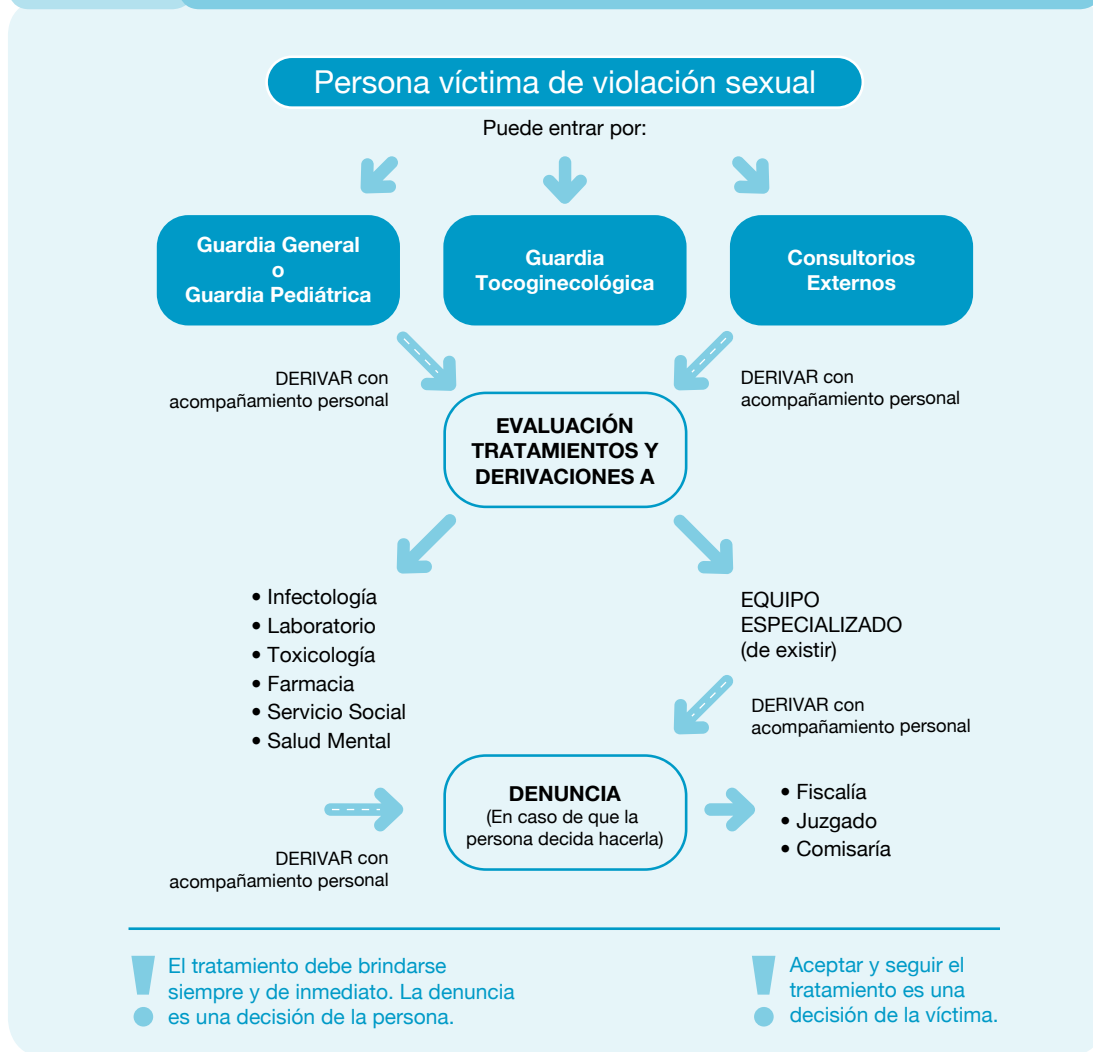 Persona víctima de violación sexual
Puede entrar por:
Guardia General
o
Guardia Pediátrica
Guardia
Tocoginecológica
Consultorios
Externos
DERIVAR con
acompañamiento personal
DERIVAR con
acompañamiento personal
EVALUACIÓN
TRATAMIENTOS Y
DERIVACIONES A
• Infectología
• Laboratorio
• Toxicología
• Farmacia
• Servicio Social
• Salud Mental
EQUIPO
ESPECIALIZADO
(de existir)
DERIVAR con
acompañamiento personal
DERIVAR con
acompañamiento personal
DENUNCIA
(En caso de que la
persona decida hacerla)
• Fiscalía
• Juzgado
• Comisaría
El tratamiento debe brindarse
siempre y de inmediato. La denuncia
es una decisión de la persona.
Aceptar y seguir el
tratamiento es una
decisión de la víctima.